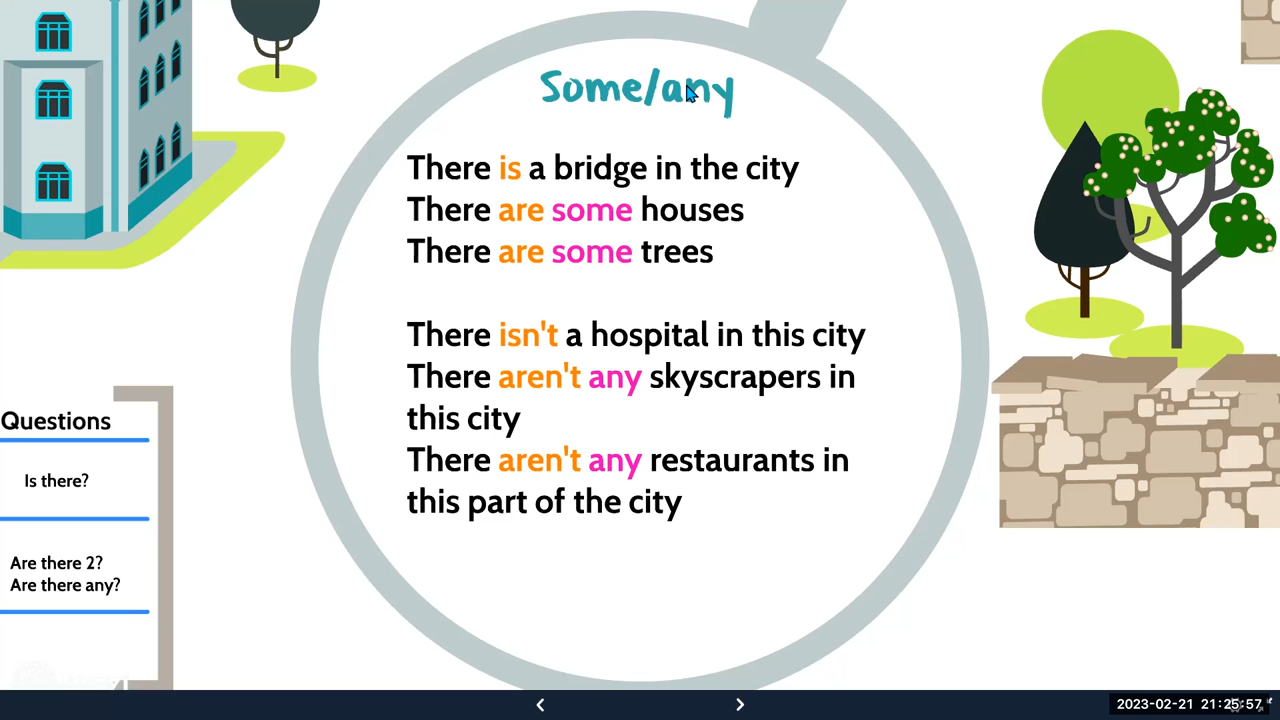 Some/any
There is a bridge in the city
There are some houses
There are some trees
There isn't a hospital in this city
There aren't any skyscrapers in
this city
There aren't any restaurants in
this part of the city
Questions
Is there?
Are there 2?
Are there any?
2023-02-21 21:25:57